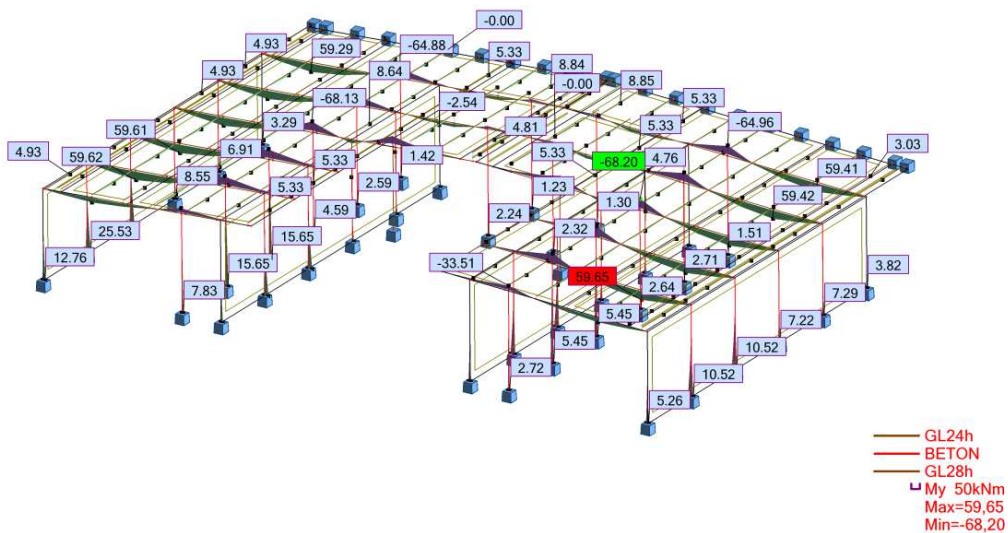 -0.00
4.93 -64.88 5.33
4.93 59.29 8.84
8.64 -0.00 8.85
-68.13 -2.54 5.33
59.61 3.29 4.81 5.33 -64.96
4.93 59.62 6.91 5.33 1.42 5.33 -68.20 4.76 3.03
8.55 5.33 2.59 1.23 59.41
4.59 2.24 1.30 59.42
25.53 15.65 2.32 1.51
12.76 15.65 -33.51 59.65 2.71 3.82
7.83 2.64 7.29
5.45 5.45 7.22
2.72 10.52
5.26 10.52
GL24h
BETON
GL28h
My 50kNm
Max=59,65
Min=-68,20